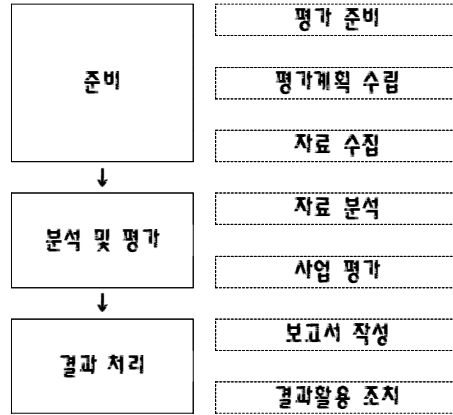 준비
평가 준비
평가계획 수립
자료 수집
↓
분석 및 평가
자료 분석
사업 평가
↓
결과 처리
보고서 작성
결과활용 조치